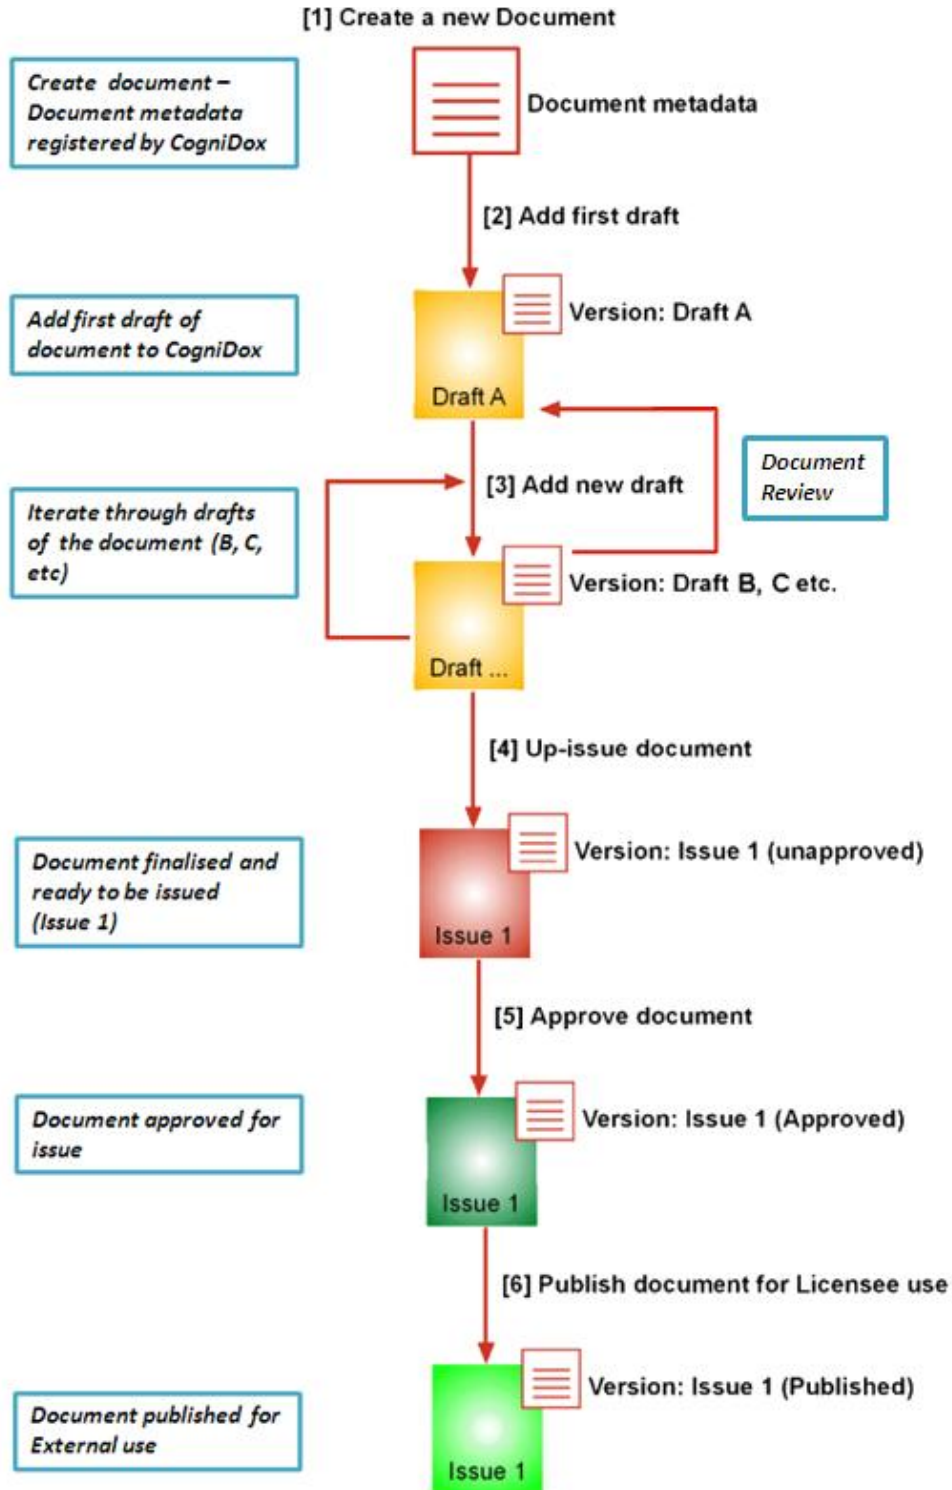 [1] Create a new Document
Create document –
Document metadata
registered by CogniDox
Document metadata
[2] Add first draft
Add first draft of
document to CogniDox
Version: Draft A
Draft A
Document
Review
[3] Add new draft
Iterate through drafts
of the document (B, C,
etc)
Version: Draft B, C etc.
Draft ...
[4] Up-issue document
Document finalised and
ready to be issued
(Issue 1)
Version: Issue 1 (unapproved)
Issue 1
[5] Approve document
Document approved for
issue
Version: Issue 1 (Approved)
Issue 1
[6] Publish document for Licensee use
Document published for
External use
Version: Issue 1 (Published)
Issue 1